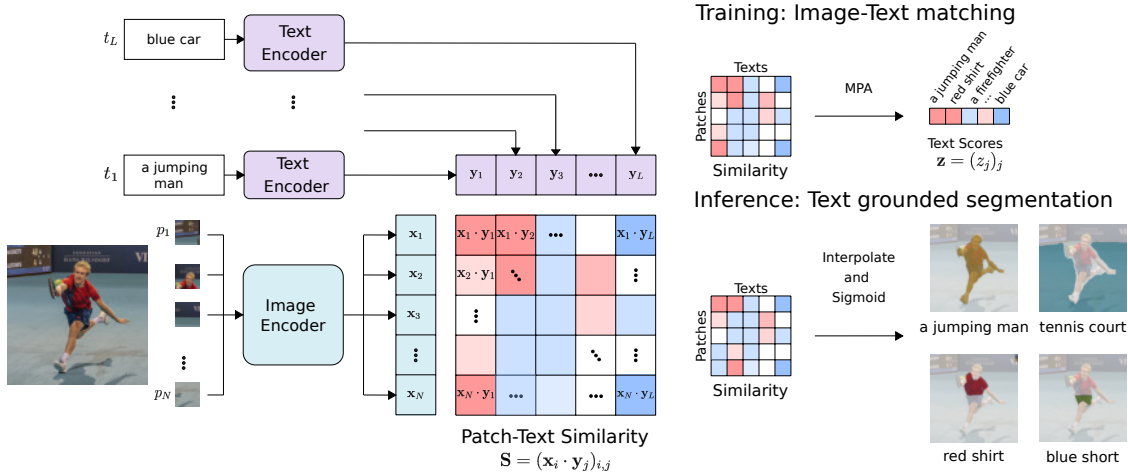 t_L
blue car
Text
Encoder
t_1
a jumping
man
Text
Encoder
y_1 y_2 y_3 ••• y_L
p_1
p_N
Image
Encoder
x_1
x_2
x_3
x_N
x_1 · y_1 x_1 · y_2 ••• x_1 · y_L
x_2 · y_1
x_N · y_1 ••• ••• x_N · y_L
Patch-Text Similarity
S = (x_i · y_j)_{i,j}
Training: Image-Text matching
Texts
Patches
Similarity
MPA
a jumping man
red shirt
a firefighter
...
blue car
Text Scores
z = (z_j)_j
Inference: Text grounded segmentation
Texts
Patches
Similarity
Interpolate
and
Sigmoid
a jumping man
tennis court
red shirt
blue short